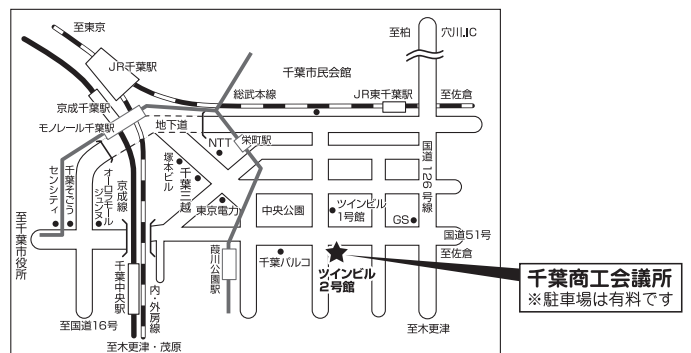 至東京
JR千葉駅
京成千葉駅
モノレール千葉駅
地下道
千葉市民会館
総武本線
JR東千葉駅
至佐倉
至柏
穴川.IC
NTT
栄町駅
国道126号線
塚本ビル
千葉三越
東京電力
中央公園
ツインビル
1号館
GS
国道51号
至佐倉
センシティ
千葉そごう
オーロラモール
ジュンヌ
京成線
至千葉市役所
千葉中央駅
内・外房線
葭川公園駅
千葉パルコ
ツインビル
2号館
千葉商工会議所
※駐車場は有料です
至国道16号
至木更津・茂原
至木更津